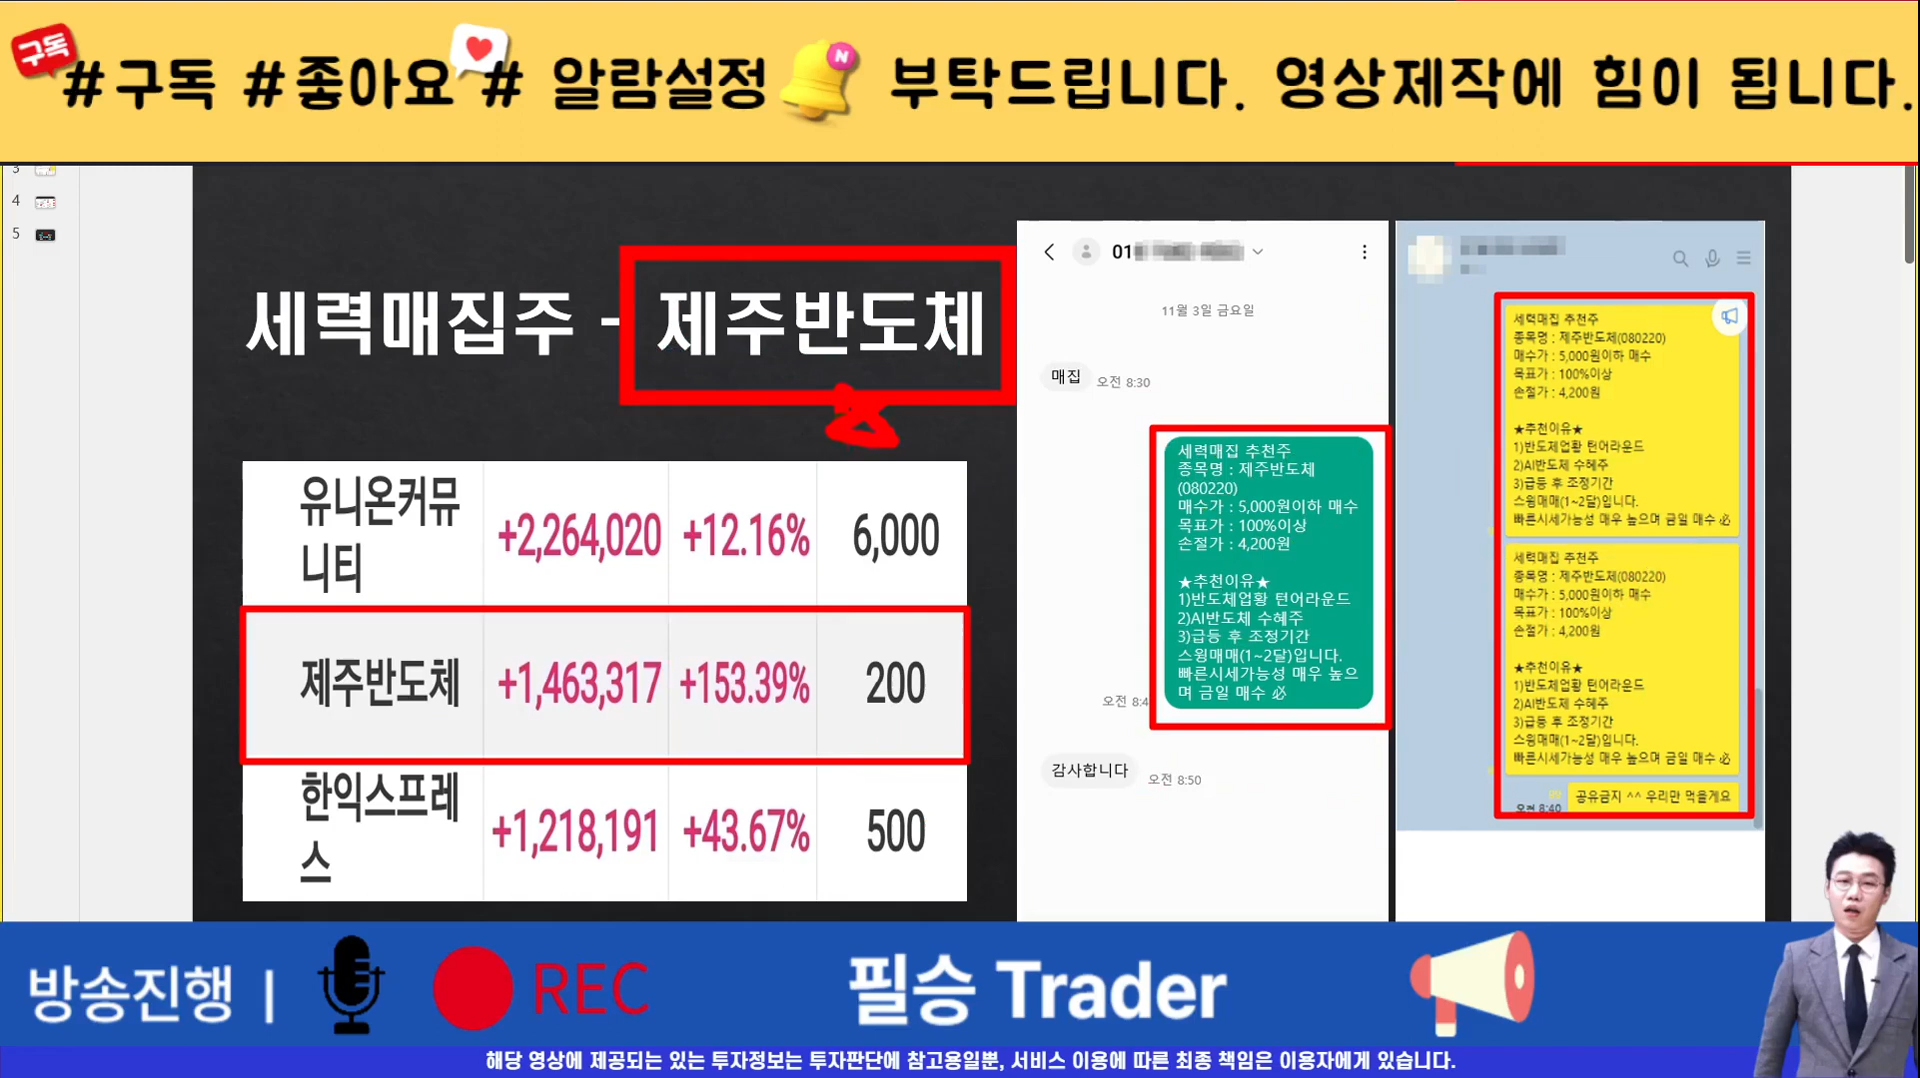 구독
#구독 #좋아요 # 알람설정 N 부탁드립니다. 영상제작에 힘이 됩니다.
3
4
5
세력매집주 - 제주반도체
유니온커뮤
니티
+2,264,020 +12.16% 6,000
제주반도체 +1,463,317 +153.39% 200
한익스프레
스
+1,218,191 +43.67% 500
01
11월 3일 금요일
매집 오전 8:30
세력매집 추천주
종목명 : 제주반도체
(080220)
매수가 : 5,000원이하 매수
목표가 : 100%이상
손절가 : 4,200원
★추천이유★
1)반도체업황 턴어라운드
2)AI반도체 수혜주
3)급등 후 조정기간
스윙매매(1~2달)입니다.
빠른시세가능성 매우 높으
며 금일 매수 必
오전 8:4
감사합니다 오전 8:50
세력매집 추천주
종목명 : 제주반도체(080220)
매수가 : 5,000원이하 매수
목표가 : 100%이상
손절가 : 4,200원
★추천이유★
1)반도체업황 턴어라운드
2)AI반도체 수혜주
3)급등 후 조정기간
스윙매매(1~2달)입니다.
빠른시세가능성 매우 높으며 금일 매수 必
세력매집 추천주
종목명 : 제주반도체(080220)
매수가 : 5,000원이하 매수
목표가 : 100%이상
손절가 : 4,200원
★추천이유★
1)반도체업황 턴어라운드
2)AI반도체 수혜주
3)급등 후 조정기간
스윙매매(1~2달)입니다.
빠른시세가능성 매우 높으며 금일 매수 必
오전 8:40 공유금지 ^^ 우리만 먹을게요
방송진행 | REC 필승 Trader
해당 영상에 제공되는 있는 투자정보는 투자판단에 참고용일뿐, 서비스 이용에 따른 최종 책임은 이용자에게 있습니다.